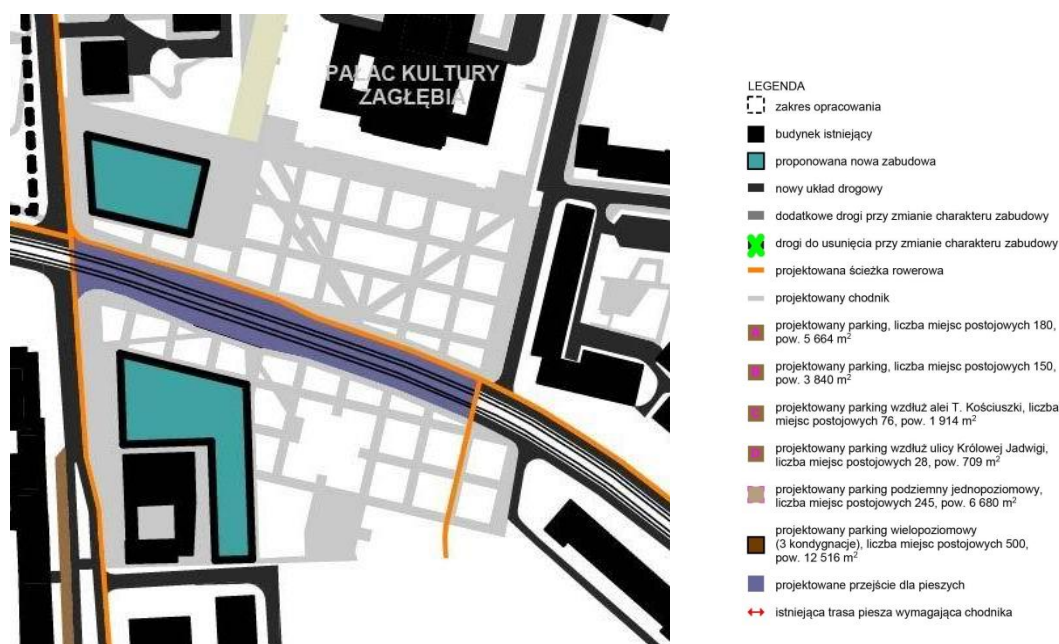 PAŁAC KULTURY
ZAGŁĘBIA
LEGENDA
zakres opracowania
budynek istniejący
proponowana nowa zabudowa
nowy układ drogowy
dodatkowe drogi przy zmianie charakteru zabudowy
drogi do usunięcia przy zmianie charakteru zabudowy
projektowana ścieżka rowerowa
projektowany chodnik
projektowany parking, liczba miejsc postojowych 180,
pow. 5 664 m²
projektowany parking, liczba miejsc postojowych 150,
pow. 3 840 m²
projektowany parking wzdłuż alei T. Kościuszki, liczba
miejsc postojowych 76, pow. 1 914 m²
projektowany parking wzdłuż ulicy Królowej Jadwigi,
liczba miejsc postojowych 28, pow. 709 m²
projektowany parking podziemny jednopoziomowy,
liczba miejsc postojowych 245, pow. 6 680 m²
projektowany parking wielopoziomowy
(3 kondygnacje), liczba miejsc postojowych 500,
pow. 12 516 m²
projektowane przejście dla pieszych
istniejąca trasa piesza wymagająca chodnika